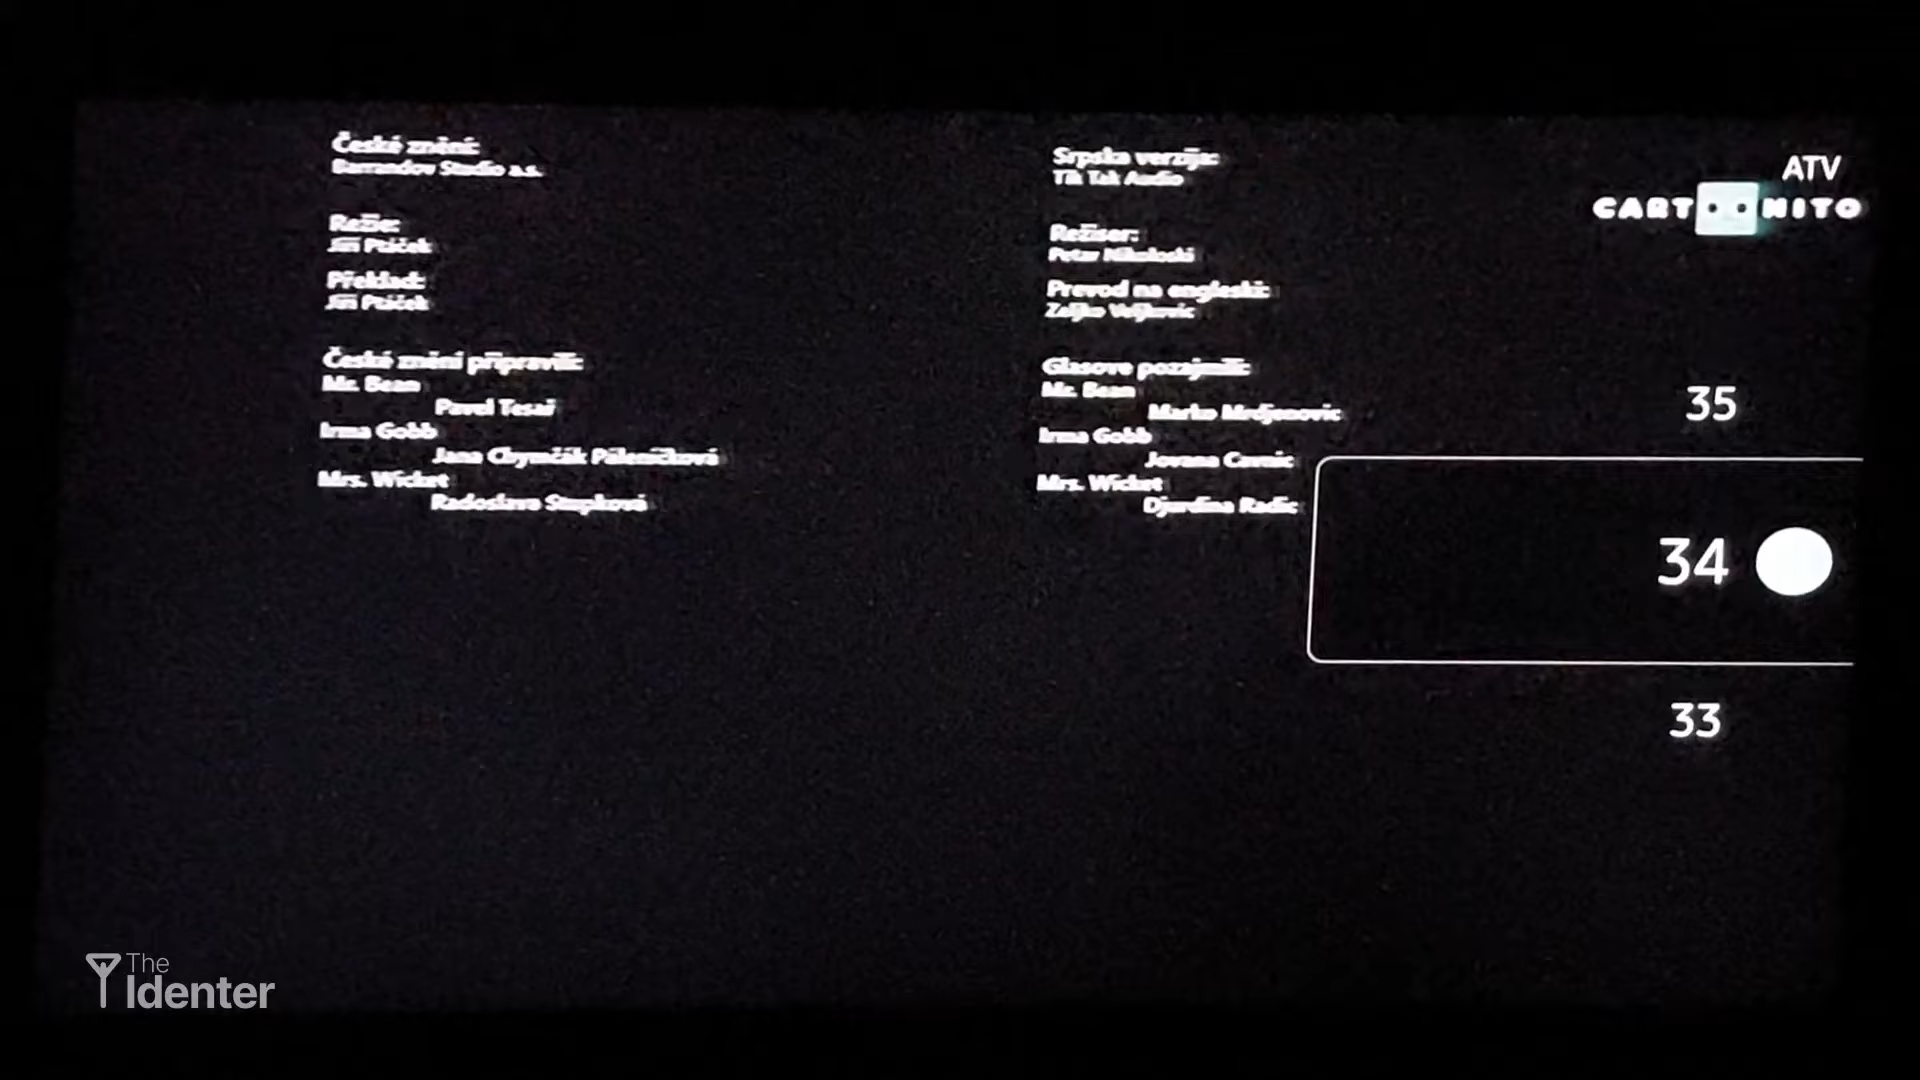 České znění:
Barrandov Studio a.s.
Režie:
Jiří Ptáček
Překlad:
Jiří Ptáček
České znění připravili:
Mr. Bean
Pavel Tesař
Irma Gobb
Jana Chymčák Páleníčková
Mrs. Wicket
Radoslava Stupková
Srpska verzija:
Tik Tak Audio
Režiser:
Petar Nikoloski
Prevod na engleski:
Zeljko Veljkovic
Glasove pozajmili:
Mr. Bean
Marko Mrdjenovic
Irma Gobb
Jovana Cavnic
Mrs. Wicket
Djurdina Radic
ATV
CARTOONITO
35
34
33
The
Identer